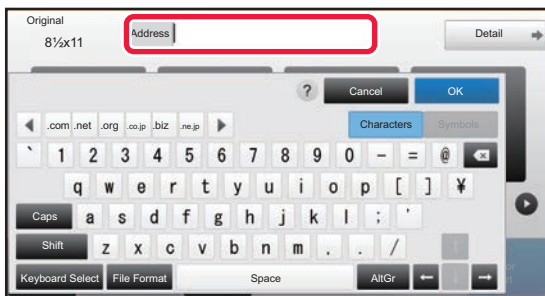 Original
8½x11
Address
Detail
?
Cancel
OK
.com .net .org .co.jp .biz .ne.jp
Characters
Symbols
` 1 2 3 4 5 6 7 8 9 0 - = @
q w e r t y u i o p [ ] ¥
Caps a s d f g h j k l ; '
Shift z x c v b n m , . /
Keyboard Select File Format Space AltGr